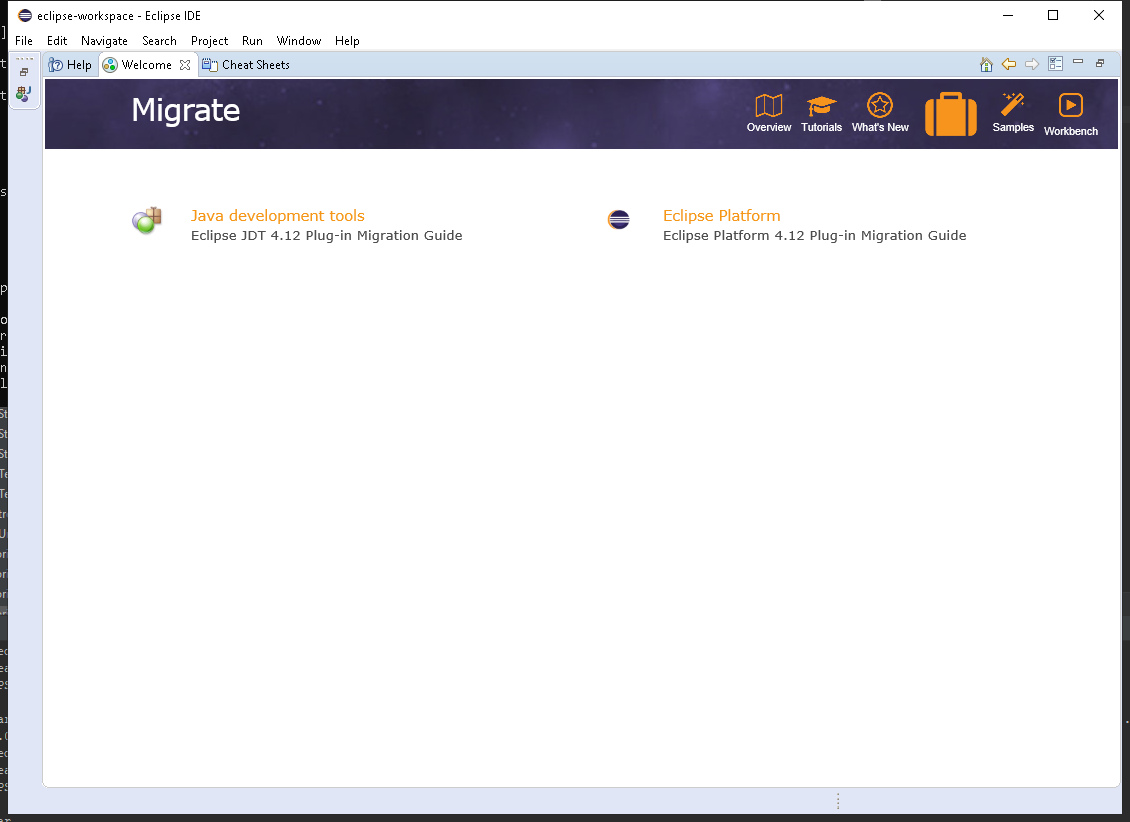 eclipse-workspace - Eclipse IDE
File Edit Navigate Search Project Run Window Help
Help Welcome Cheat Sheets
Migrate
Overview Tutorials What's New Samples Workbench
Java development tools
Eclipse JDT 4.12 Plug-in Migration Guide
Eclipse Platform
Eclipse Platform 4.12 Plug-in Migration Guide